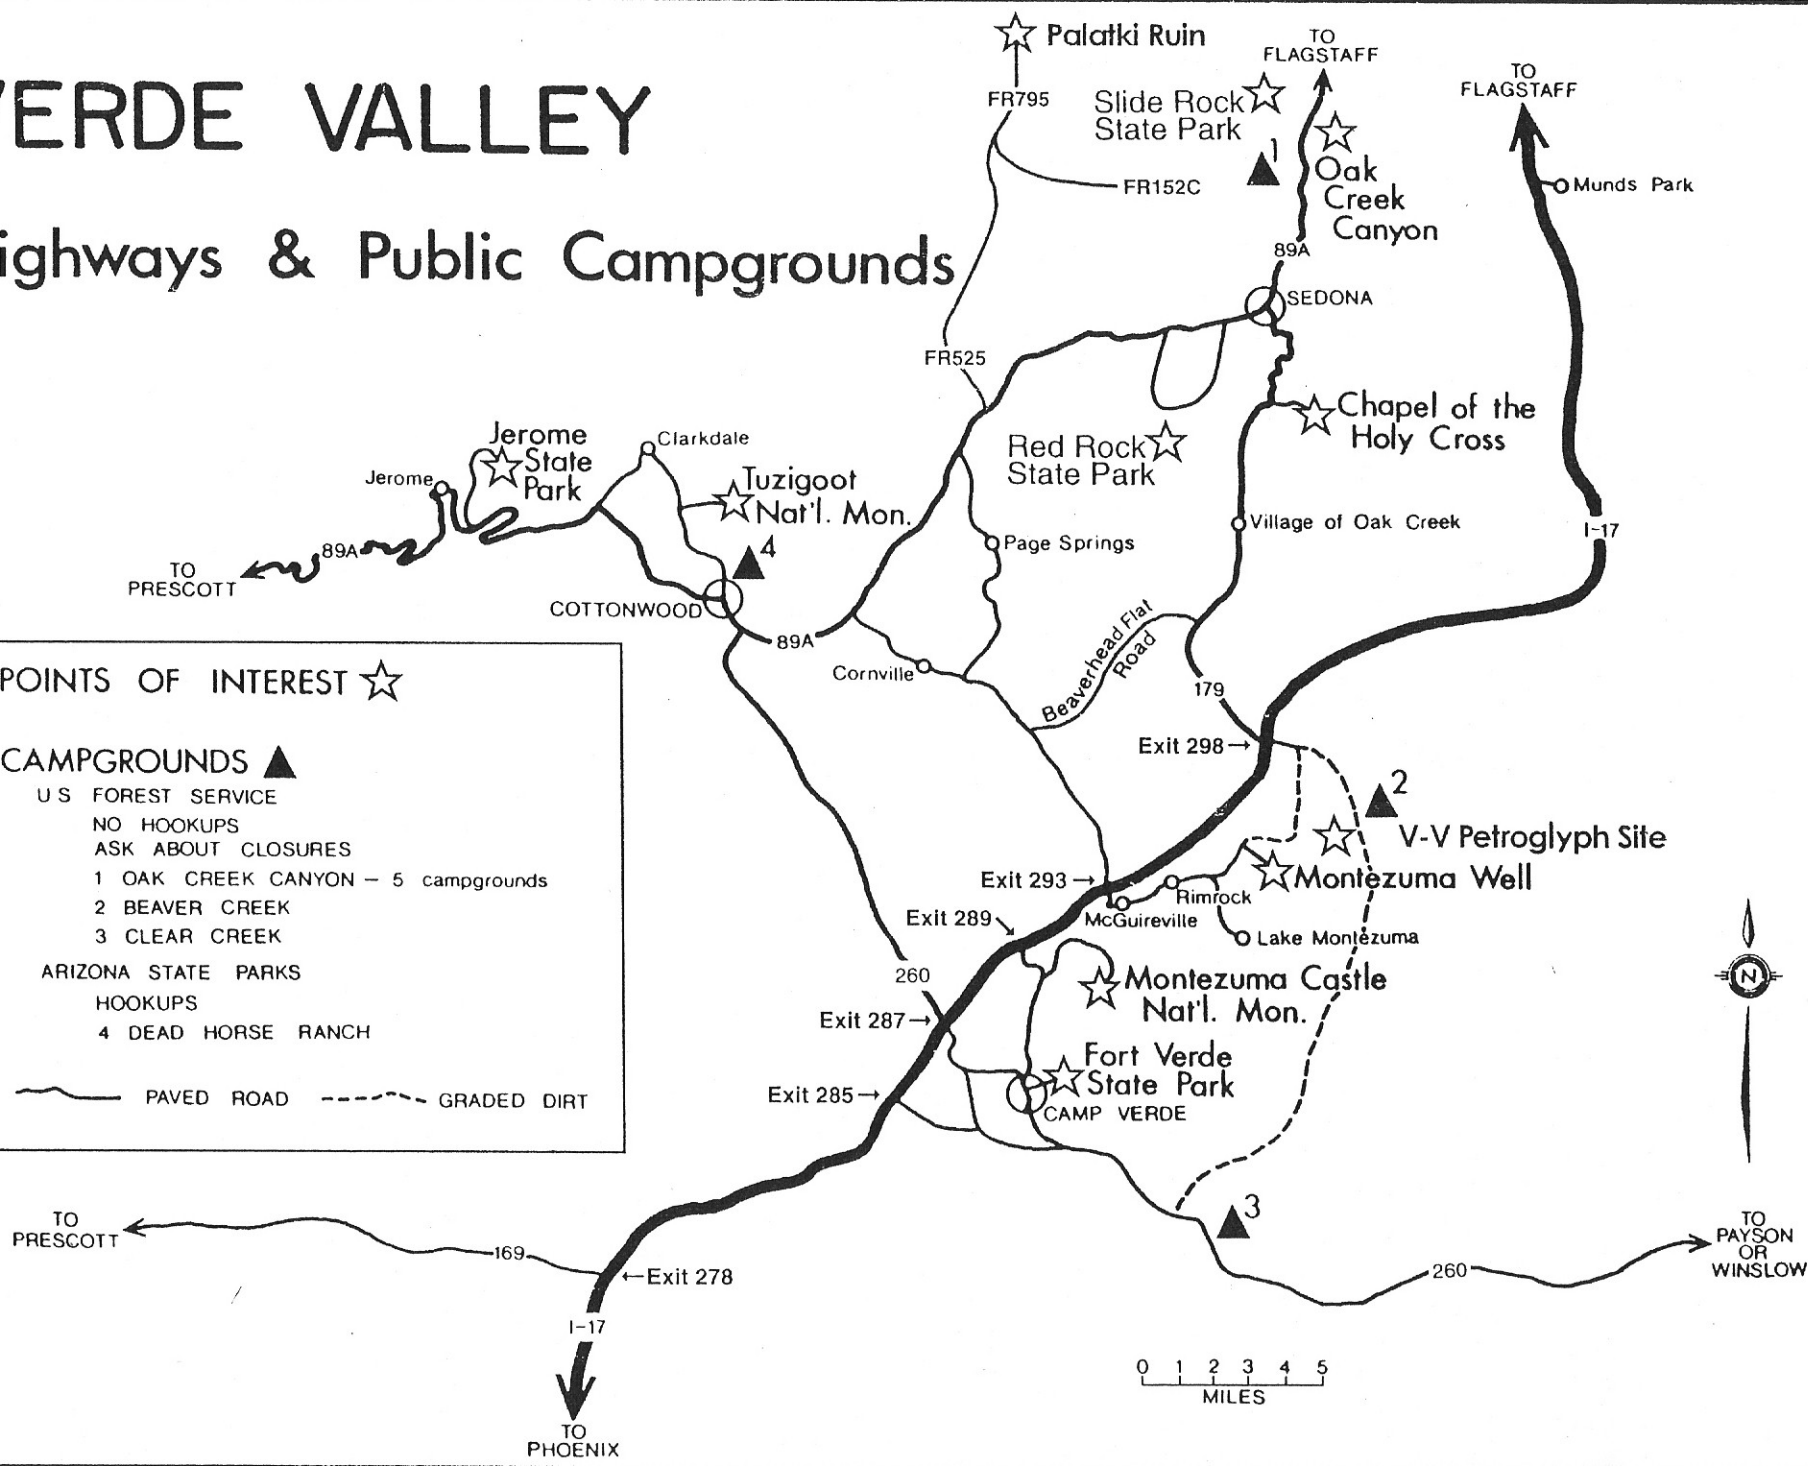 VERDE VALLEY
ighways & Public Campgrounds
Palatki Ruin
FR795
FR152C
FR525
Slide Rock
State Park
1
TO
FLAGSTAFF
Oak
Creek
Canyon
89A
SEDONA
TO
FLAGSTAFF
Munds Park
I-17
Chapel of the
Holy Cross
Red Rock
State Park
Village of Oak Creek
Jerome
State
Park
Jerome
Clarkdale
Tuzigoot
Nat'l. Mon.
4
89A
TO
PRESCOTT
COTTONWOOD
89A
Page Springs
Cornville
Beaverhead Flat
Road
179
Exit 298→
2
V-V Petroglyph Site
Montezuma Well
Exit 293→
Rimrock
McGuireville
Lake Montezuma
Exit 289
260
Montezuma Castle
Nat'l. Mon.
Exit 287→
Fort Verde
State Park
CAMP VERDE
Exit 285→
3
N
POINTS OF INTEREST
CAMPGROUNDS
U S FOREST SERVICE
NO HOOKUPS
ASK ABOUT CLOSURES
1 OAK CREEK CANYON – 5 campgrounds
2 BEAVER CREEK
3 CLEAR CREEK
ARIZONA STATE PARKS
HOOKUPS
4 DEAD HORSE RANCH
PAVED ROAD
GRADED DIRT
TO
PRESCOTT
169
←Exit 278
I-17
TO
PHOENIX
260
TO
PAYSON
OR
WINSLOW
0 1 2 3 4 5
MILES